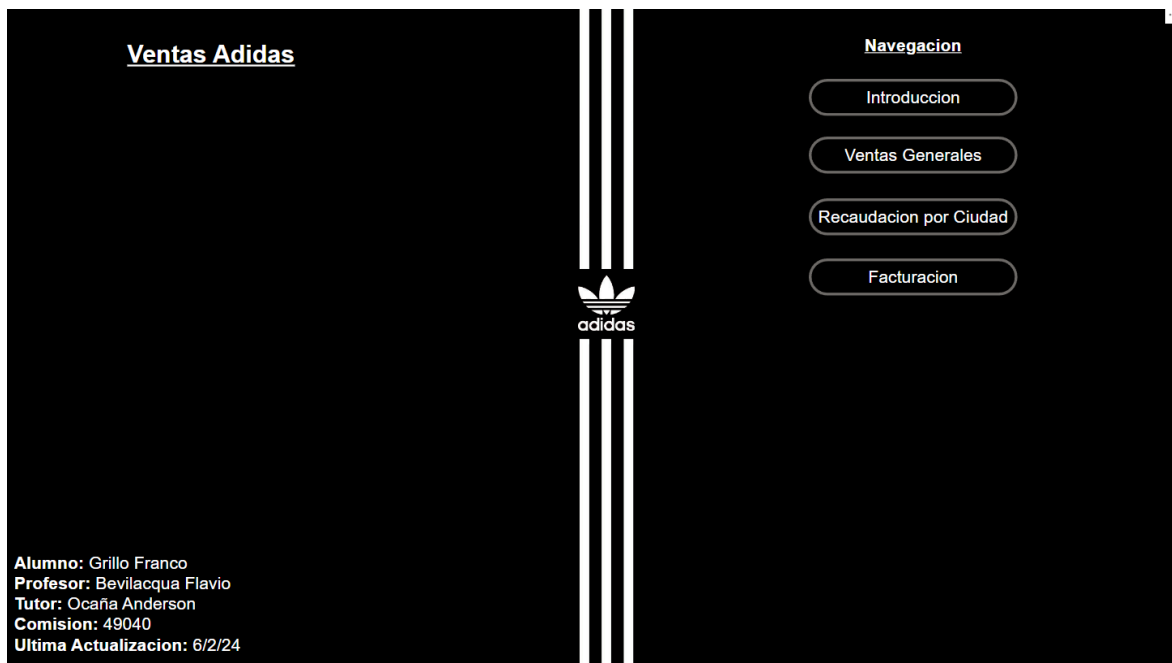 Ventas Adidas
Navegacion
Introduccion
Ventas Generales
Recaudacion por Ciudad
Facturacion
adidas
Alumno: Grillo Franco
Profesor: Bevilacqua Flavio
Tutor: Ocaña Anderson
Comision: 49040
Ultima Actualizacion: 6/2/24